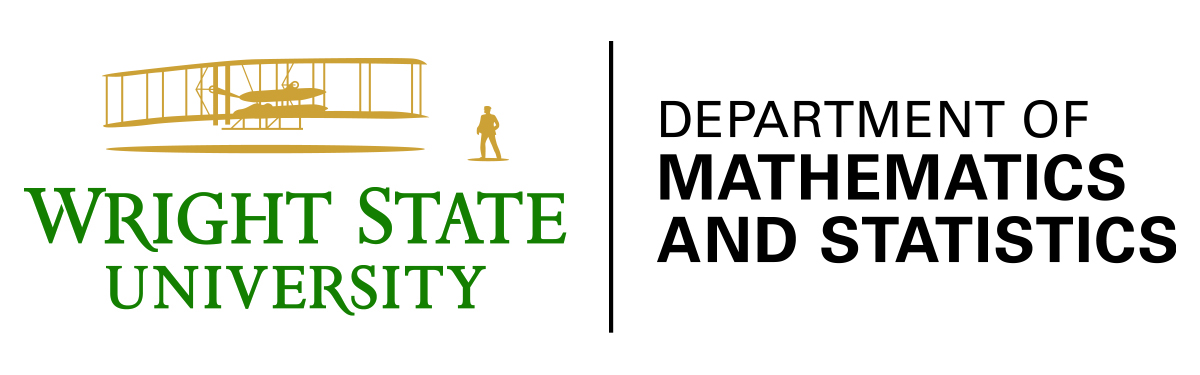 WRIGHT STATE
UNIVERSITY
DEPARTMENT OF
MATHEMATICS
AND STATISTICS